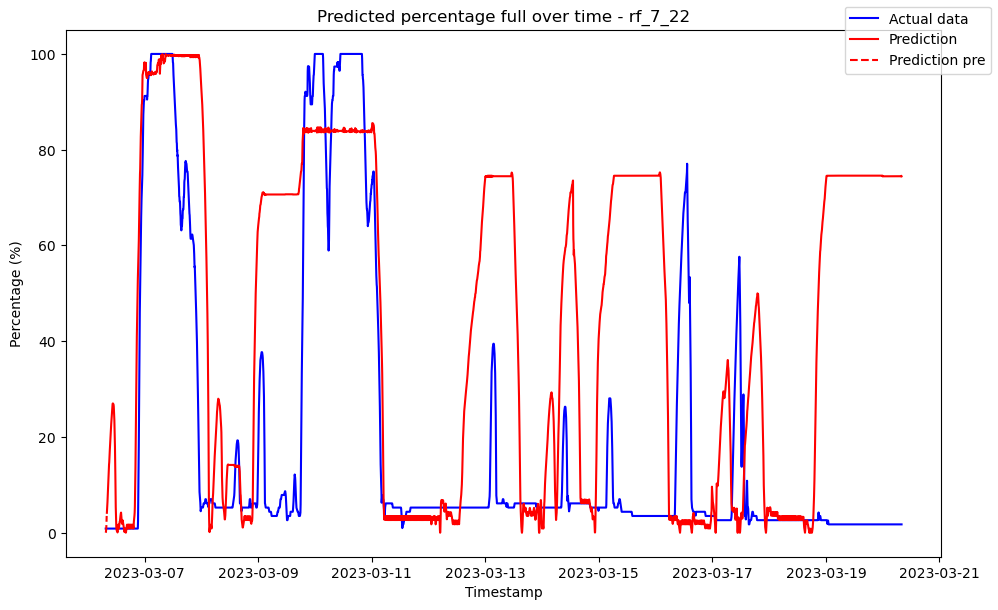 Predicted percentage full over time - rf_7_22
Actual data
Prediction
Prediction pre
Percentage (%)
100
80
60
40
20
0
2023-03-07 2023-03-09 2023-03-11 2023-03-13 2023-03-15 2023-03-17 2023-03-19 2023-03-21
Timestamp